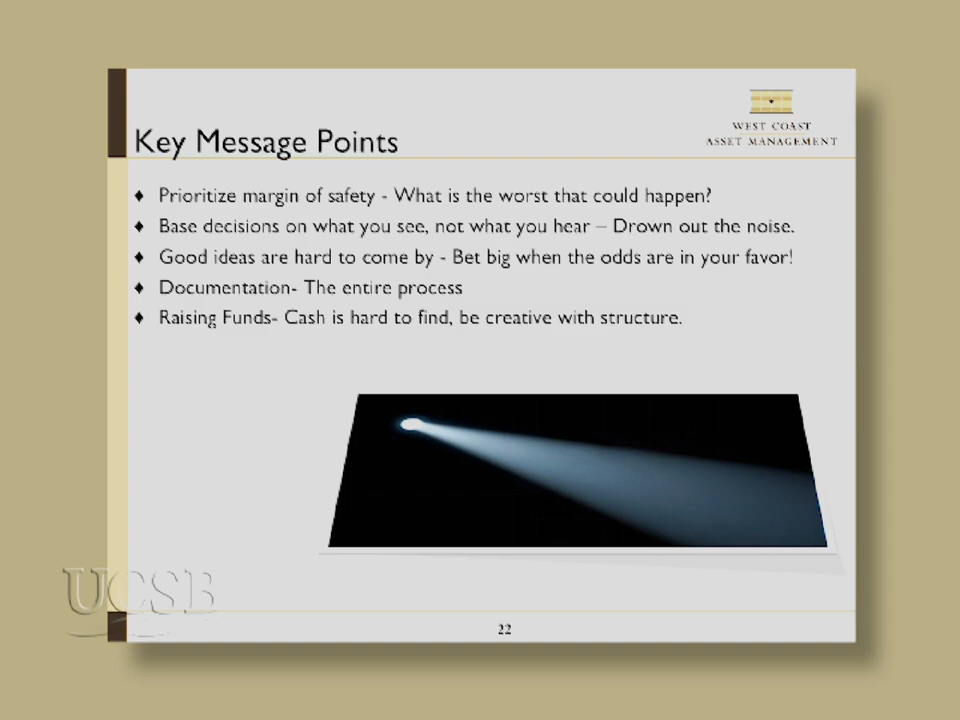 WEST COAST
ASSET MANAGEMENT
Key Message Points
♦ Prioritize margin of safety - What is the worst that could happen?
♦ Base decisions on what you see, not what you hear – Drown out the noise.
♦ Good ideas are hard to come by - Bet big when the odds are in your favor!
♦ Documentation- The entire process
♦ Raising Funds- Cash is hard to find, be creative with structure.
UCSB
22